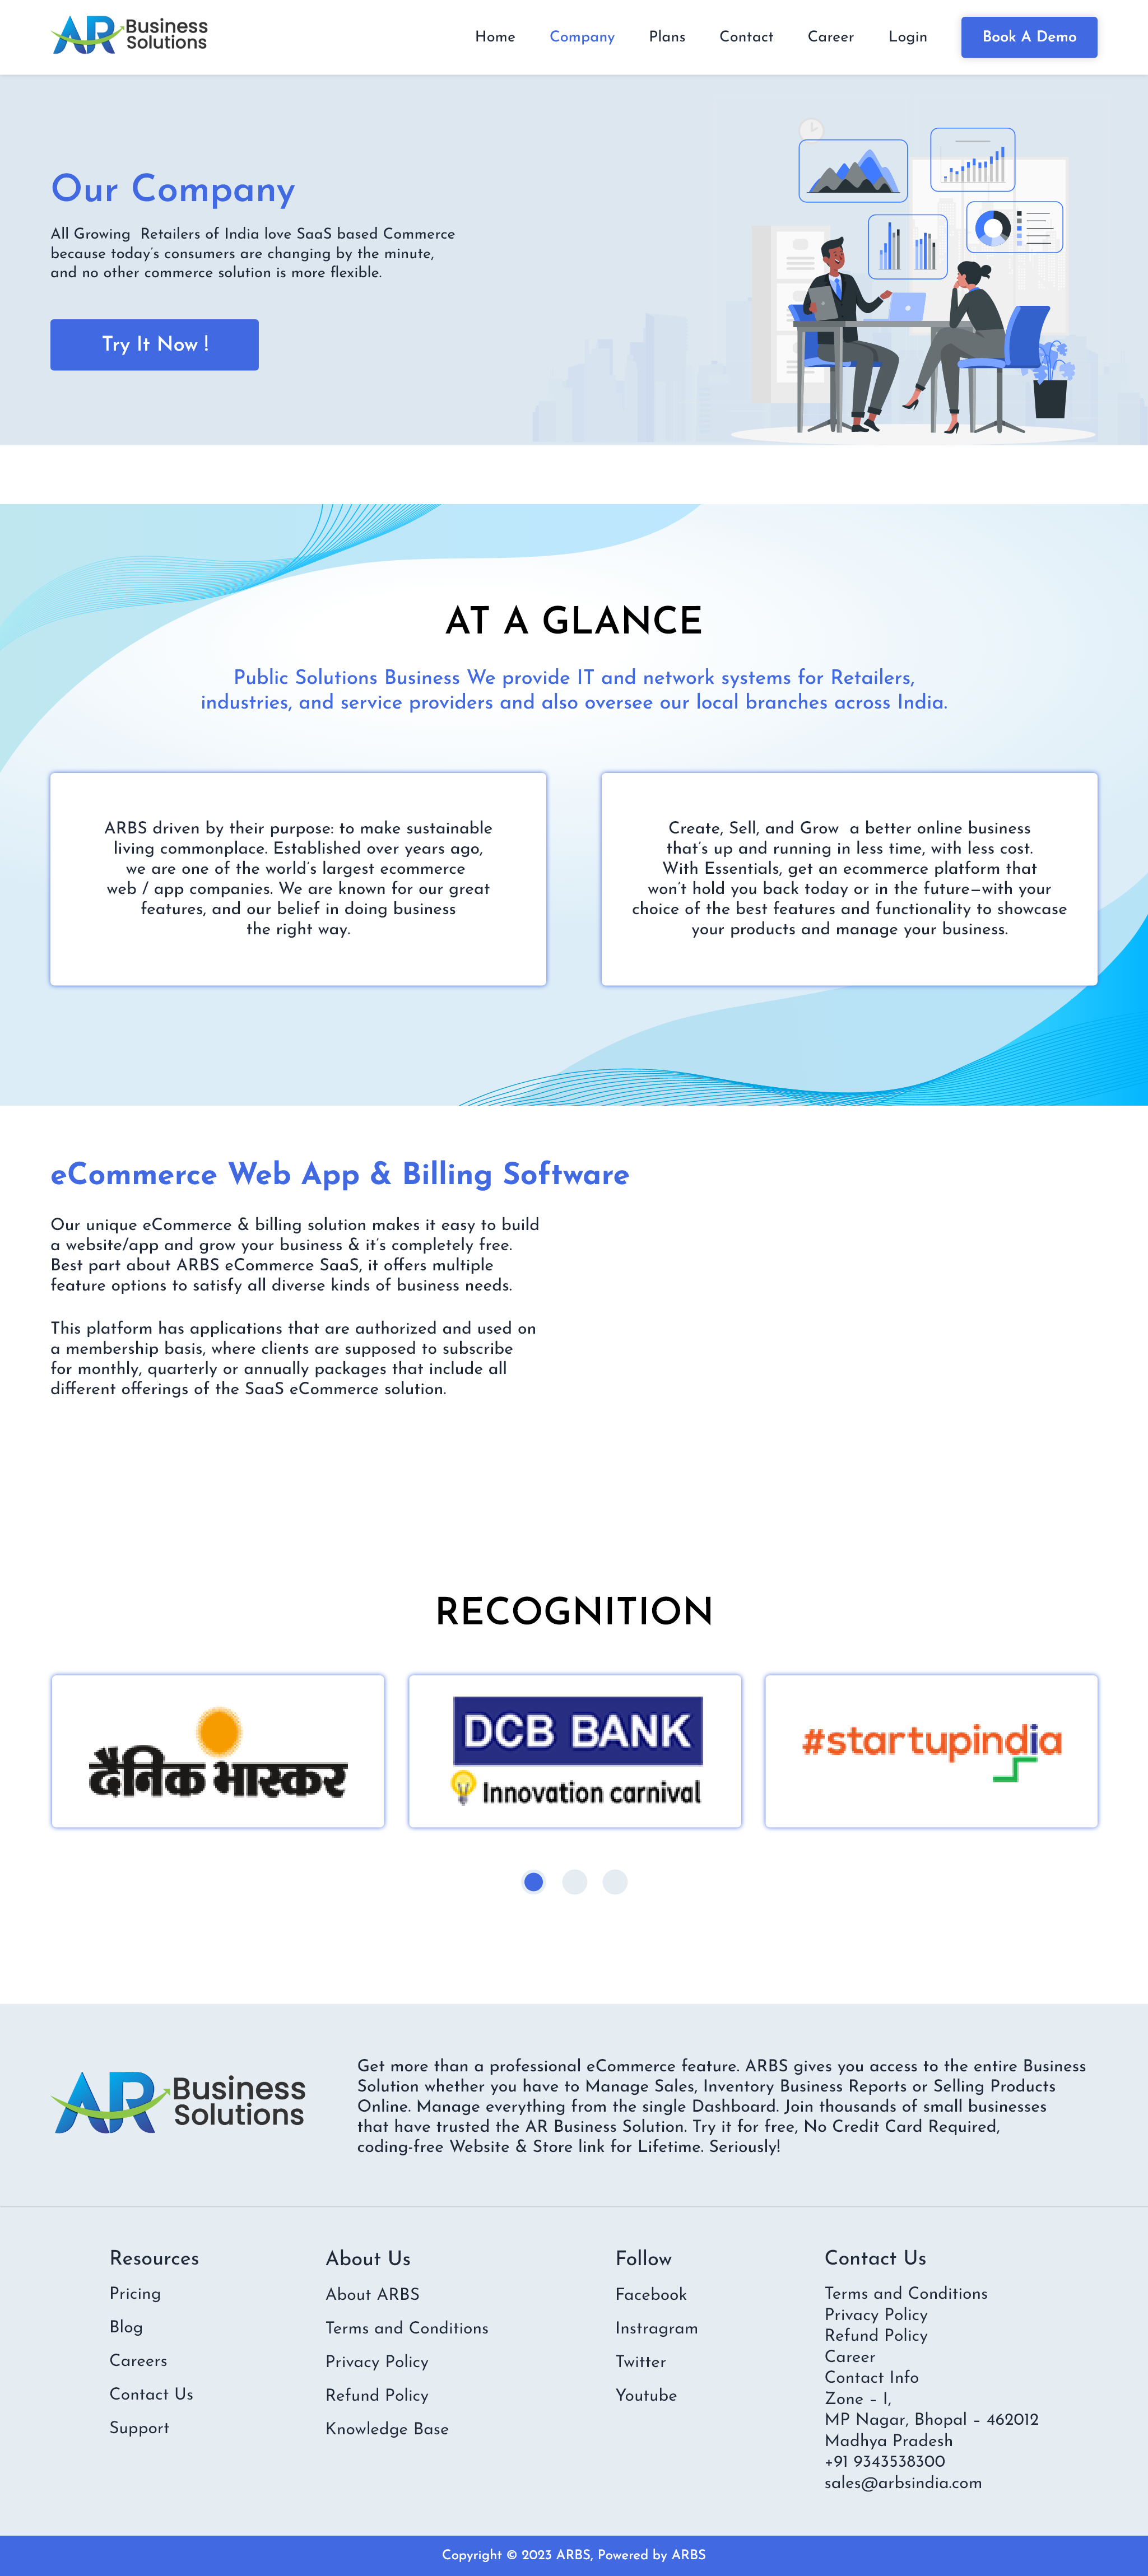 AR Business
Solutions
Home Company Plans Contact Career Login Book A Demo
Our Company
All Growing Retailers of India love SaaS based Commerce
because today's consumers are changing by the minute,
and no other commerce solution is more flexible.
Try It Now !
AT A GLANCE
Public Solutions Business We provide IT and network systems for Retailers,
industries, and service providers and also oversee our local branches across India.
ARBS driven by their purpose: to make sustainable
living commonplace. Established over years ago,
we are one of the world's largest ecommerce
web / app companies. We are known for our great
features, and our belief in doing business
the right way.
Create, Sell, and Grow a better online business
that's up and running in less time, with less cost.
With Essentials, get an ecommerce platform that
won't hold you back today or in the future—with your
choice of the best features and functionality to showcase
your products and manage your business.
eCommerce Web App & Billing Software
Our unique eCommerce & billing solution makes it easy to build
a website/app and grow your business & it's completely free.
Best part about ARBS eCommerce SaaS, it offers multiple
feature options to satisfy all diverse kinds of business needs.
This platform has applications that are authorized and used on
a membership basis, where clients are supposed to subscribe
for monthly, quarterly or annually packages that include all
different offerings of the SaaS eCommerce solution.
RECOGNITION
दैनिक भास्कर
DCB BANK
Innovation carnival
#startupindia
AR Business
Solutions
Get more than a professional eCommerce feature. ARBS gives you access to the entire Business
Solution whether you have to Manage Sales, Inventory Business Reports or Selling Products
Online. Manage everything from the single Dashboard. Join thousands of small businesses
that have trusted the AR Business Solution. Try it for free, No Credit Card Required,
coding-free Website & Store link for Lifetime. Seriously!
Resources
Pricing
Blog
Careers
Contact Us
Support
About Us
About ARBS
Terms and Conditions
Privacy Policy
Refund Policy
Knowledge Base
Follow
Facebook
Instragram
Twitter
Youtube
Contact Us
Terms and Conditions
Privacy Policy
Refund Policy
Career
Contact Info
Zone – I,
MP Nagar, Bhopal – 462012
Madhya Pradesh
+91 9343538300
sales@arbsindia.com
Copyright © 2023 ARBS, Powered by ARBS